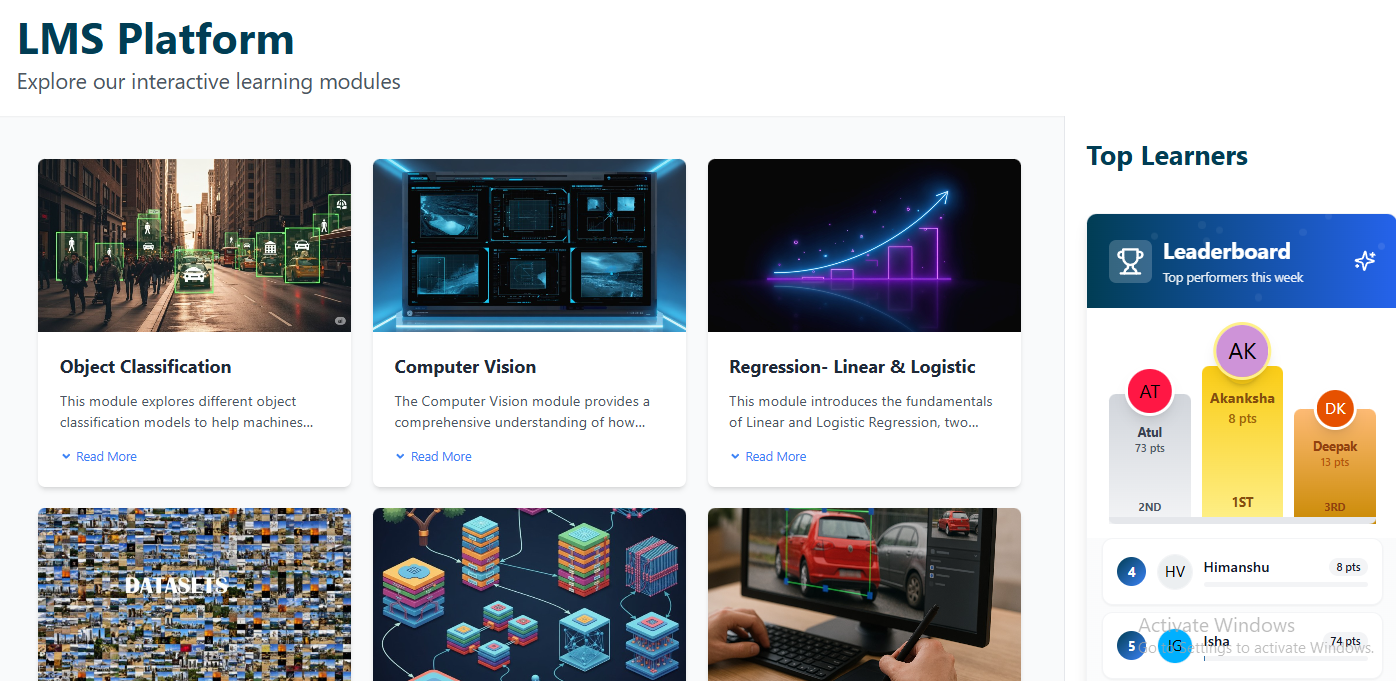 LMS Platform
Explore our interactive learning modules
Object Classification
This module explores different object
classification models to help machines...
Read More
Computer Vision
The Computer Vision module provides a
comprehensive understanding of how...
Read More
Regression- Linear & Logistic
This module introduces the fundamentals
of Linear and Logistic Regression, two...
Read More
DATASETS
Top Learners
Leaderboard
Top performers this week
AK
Akanksha
8 pts
1ST
AT
Atul
73 pts
2ND
DK
Deepak
13 pts
3RD
4 HV Himanshu 8 pts
5 IG Isha 74 pts
Activate Windows
Go to Settings to activate Windows.